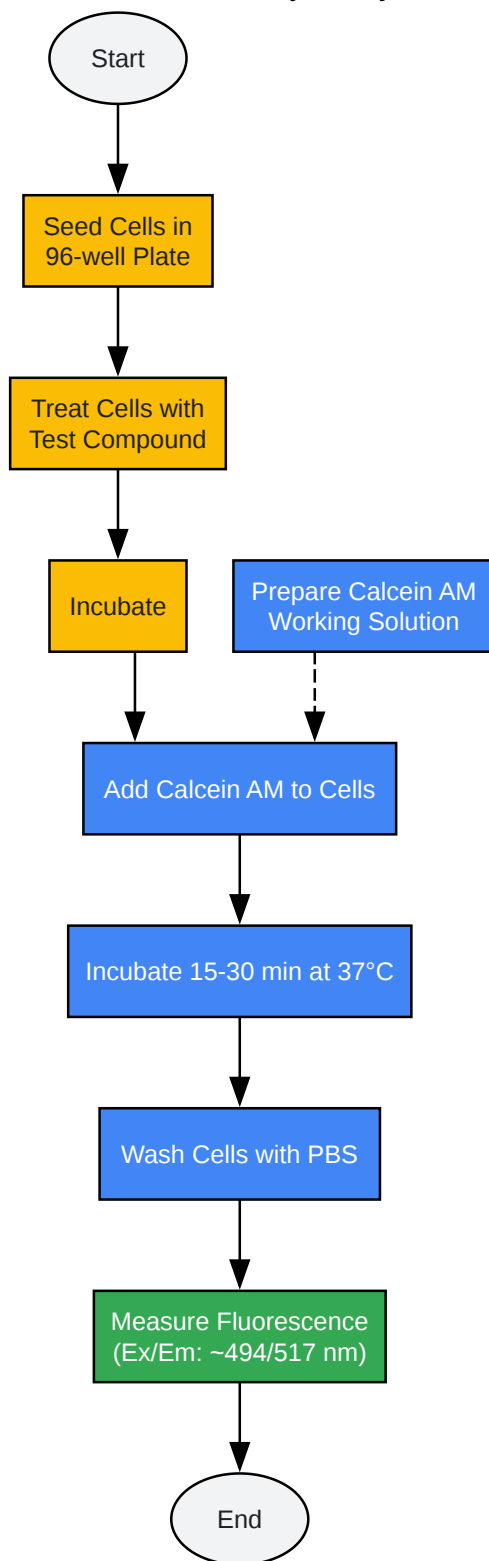 Start
Seed Cells in
96-well Plate
Treat Cells with
Test Compound
Incubate
Prepare Calcein AM
Working Solution
Add Calcein AM to Cells
Incubate 15-30 min at 37°C
Wash Cells with PBS
Measure Fluorescence
(Ex/Em: ~494/517 nm)
End